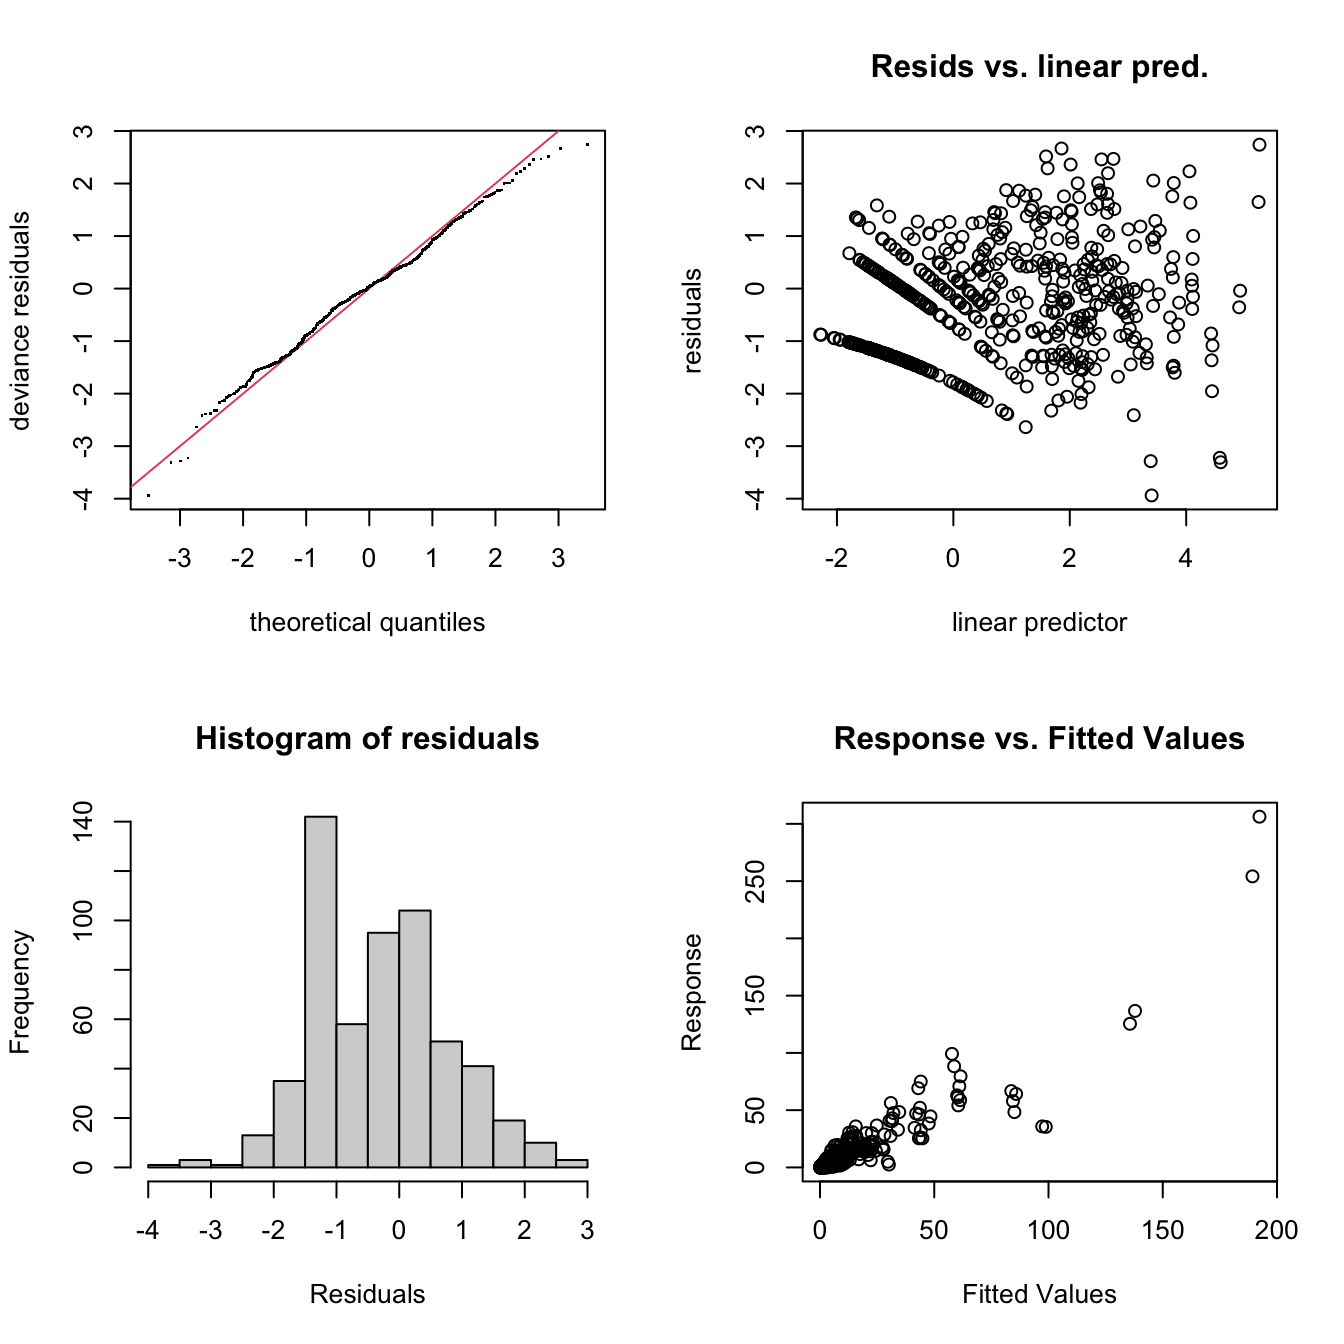 3
2
1
0
-1
-2
-3
-4
deviance residuals
-3 -2 -1 0 1 2 3
theoretical quantiles
Resids vs. linear pred.
3
2
1
0
-1
-2
-3
-4
residuals
-2 0 2 4
linear predictor
Histogram of residuals
140
100
60
20
0
Frequency
-4 -3 -2 -1 0 1 2 3
Residuals
Response vs. Fitted Values
250
150
50
0
Response
0 50 100 150 200
Fitted Values